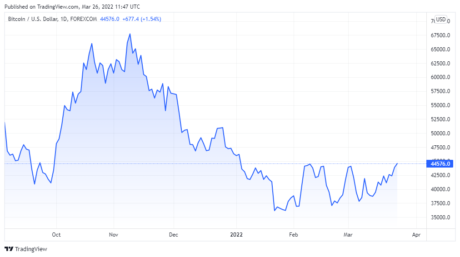 Published on TradingView.com, Mar 26, 2022 11:47 UTC
Bitcoin / U.S. Dollar, 1D, FOREXCOM 44576.0 +677.4 (+1.54%)
USD
67500.0
65000.0
62500.0
60000.0
57500.0
55000.0
52500.0
50000.0
47500.0
44576.0
42500.0
40000.0
37500.0
35000.0
Oct Nov Dec 2022 Feb Mar Apr
TradingView